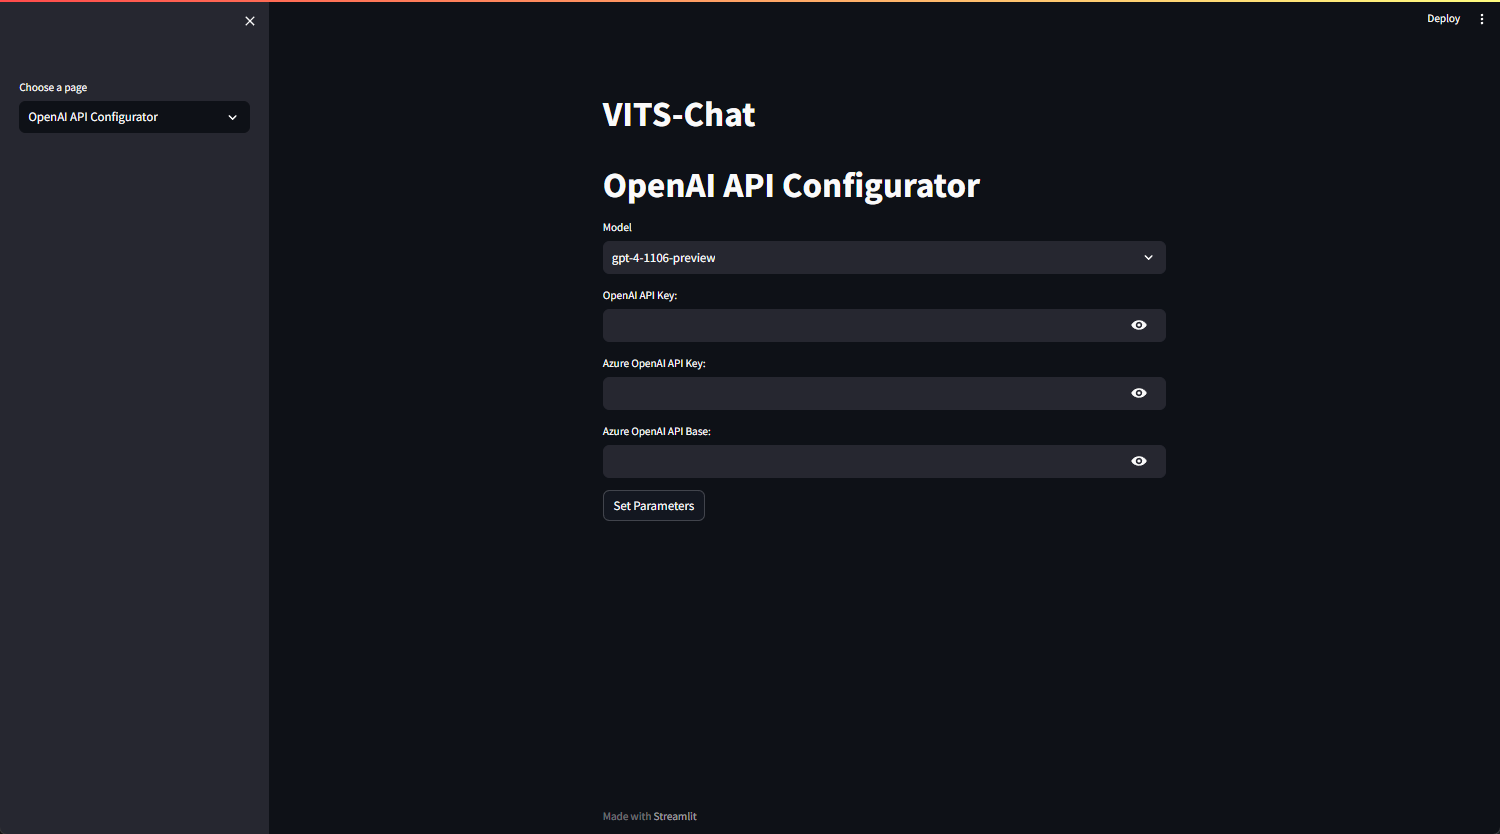 Deploy
Choose a page
OpenAI API Configurator
VITS-Chat
OpenAI API Configurator
Model
gpt-4-1106-preview
OpenAI API Key:
Azure OpenAI API Key:
Azure OpenAI API Base:
Set Parameters
Made with Streamlit